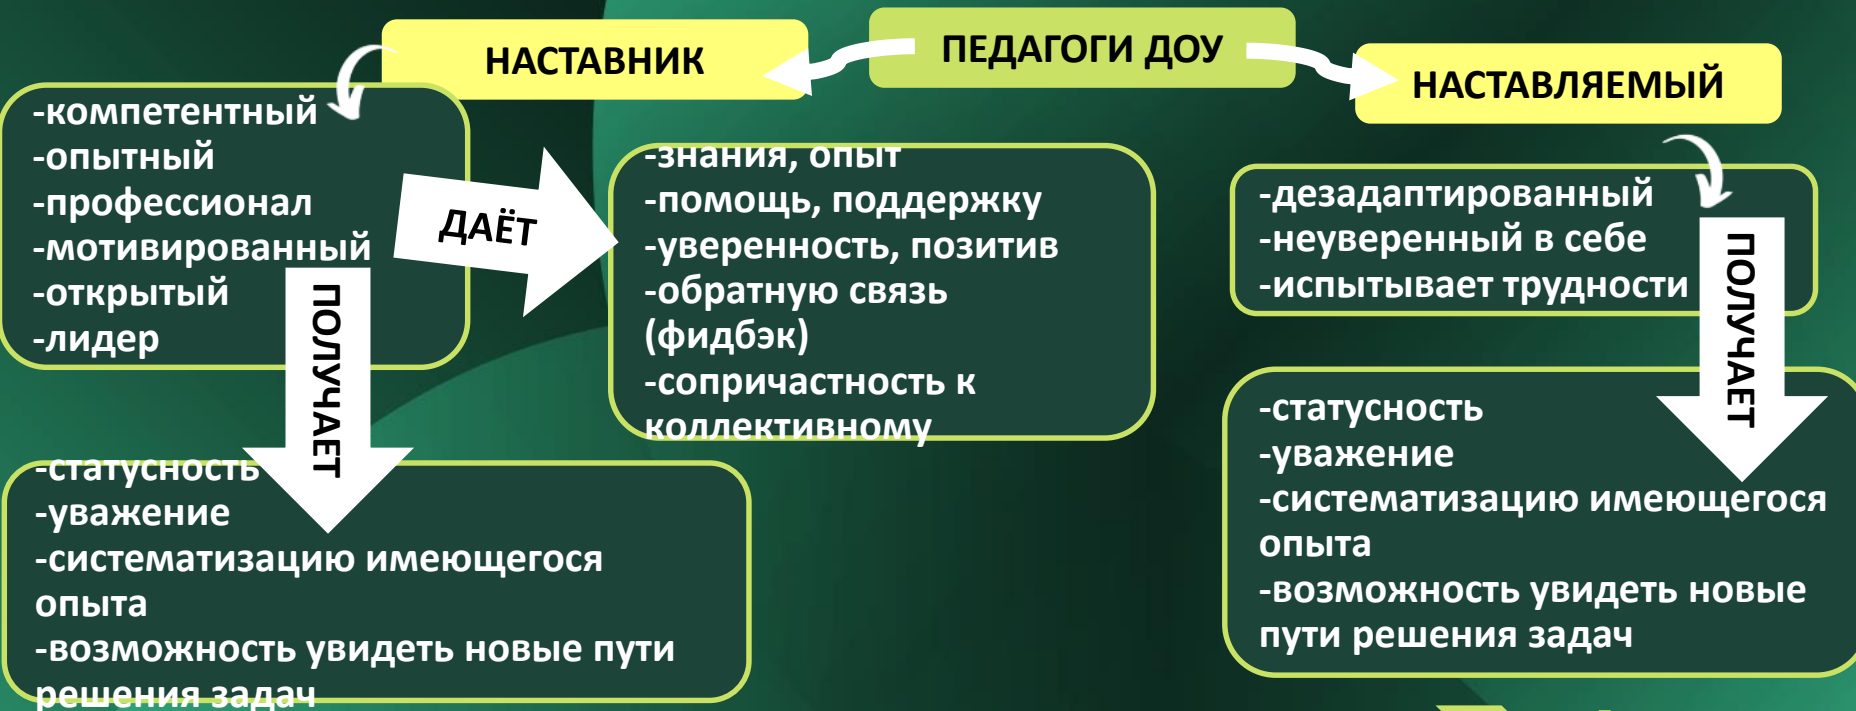 ПЕДАГОГИ ДОУ
НАСТАВНИК
НАСТАВЛЯЕМЫЙ
-компетентный
-опытный
-профессионал
-мотивированный
-открытый
-лидер
ДАЁТ
-знания, опыт
-помощь, поддержку
-уверенность, позитив
-обратную связь
(фидбэк)
-сопричастность к
коллективному
ПОЛУЧАЕТ
-статусность
-уважение
-систематизацию имеющегося
опыта
-возможность увидеть новые пути
решения задач
-дезадаптированный
-неуверенный в себе
-испытывает трудности
ПОЛУЧАЕТ
-статусность
-уважение
-систематизацию имеющегося
опыта
-возможность увидеть новые
пути решения задач